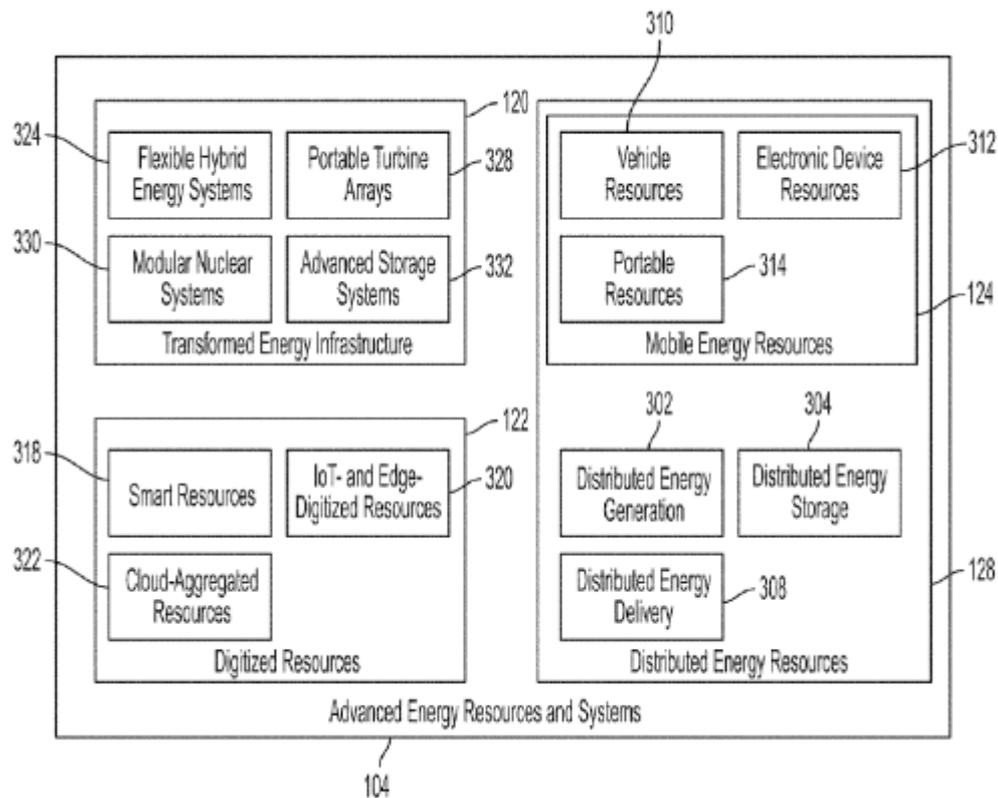 310
120
324
Flexible Hybrid
Energy Systems
Portable Turbine
Arrays
328
Vehicle
Resources
Electronic Device
Resources
312
330
Modular Nuclear
Systems
Advanced Storage
Systems
332
Portable
Resources
314
124
Transformed Energy Infrastructure
Mobile Energy Resources
122
302
304
318
Smart Resources
IoT- and Edge-
Digitized Resources
320
Distributed Energy
Generation
Distributed Energy
Storage
322
Cloud-Aggregated
Resources
Distributed Energy
Delivery
308
128
Digitized Resources
Distributed Energy Resources
Advanced Energy Resources and Systems
104